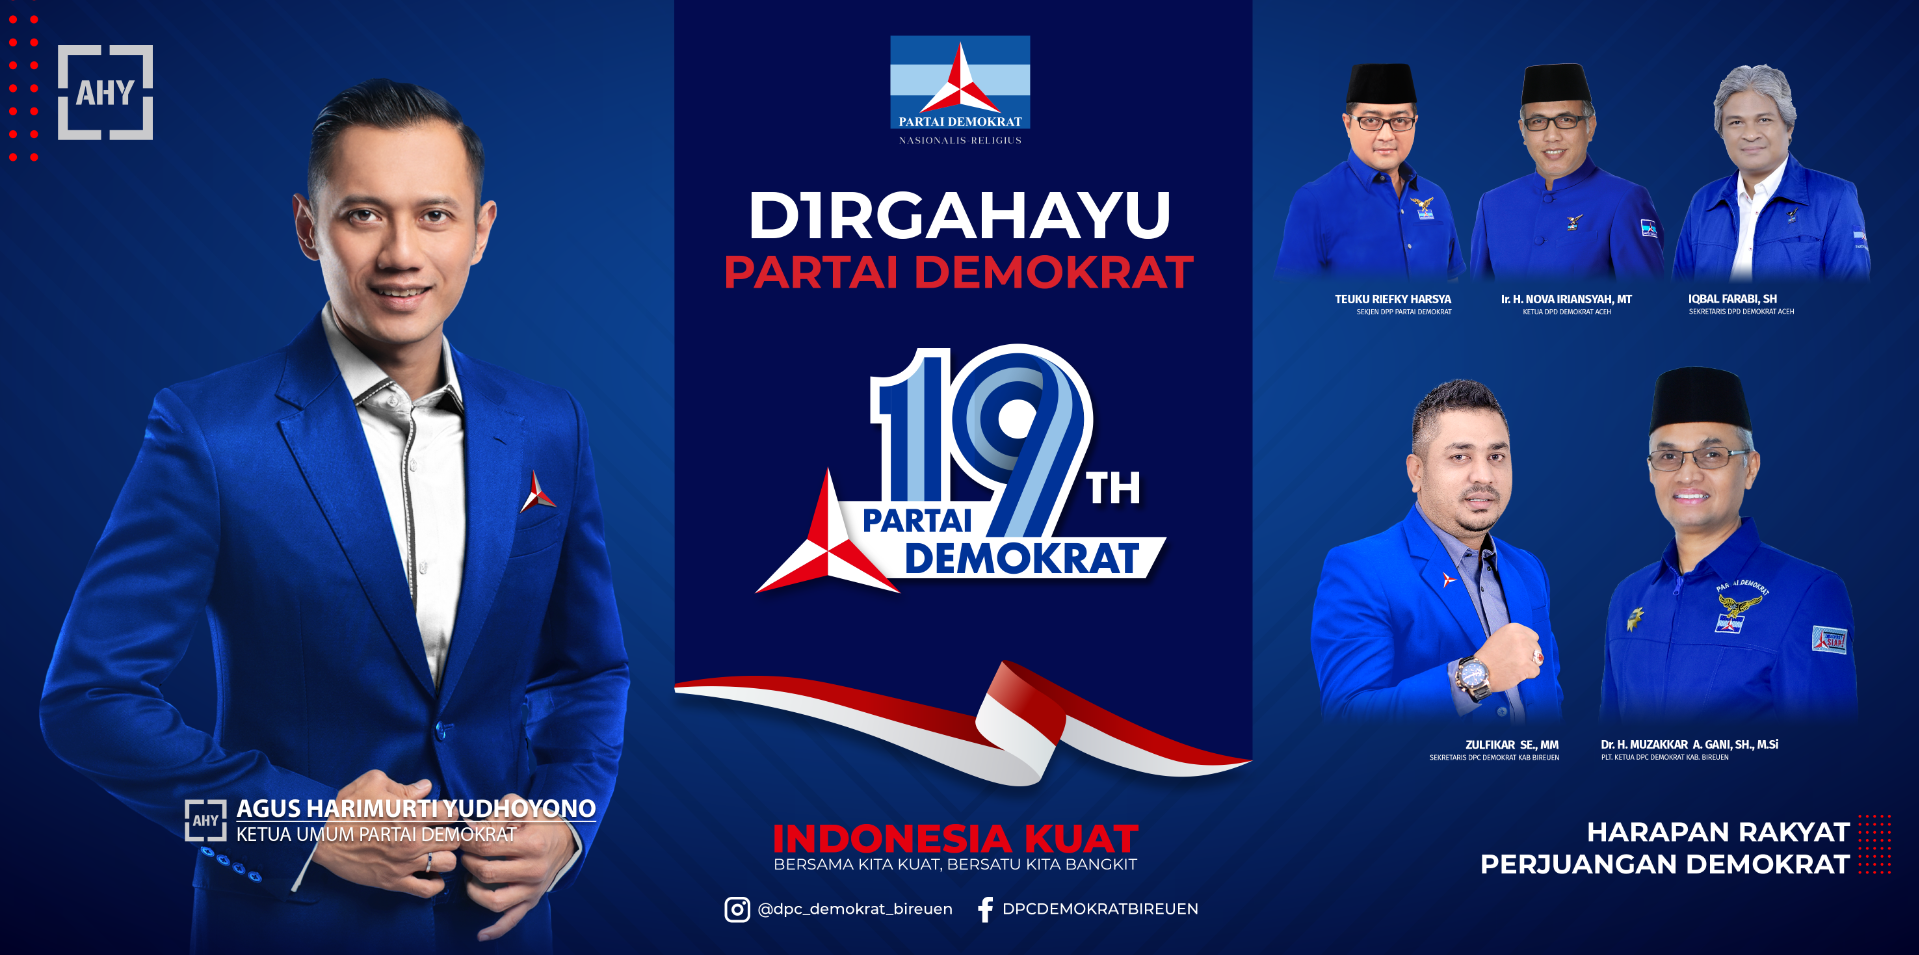 AHY
AGUS HARIMURTI YUDHOYONO
AHY
KETUA UMUM PARTAI DEMOKRAT
PARTAI DEMOKRAT
NASIONALIS-RELIGIUS
D1RGAHAYU
PARTAI DEMOKRAT
19TH
PARTAI
DEMOKRAT
INDONESIA KUAT
BERSAMA KITA KUAT, BERSATU KITA BANGKIT
@dpc_demokrat_bireuen
DPCDEMOKRATBIREUEN
TEUKU RIEFKY HARSYA
SEKJEN DPP PARTAI DEMOKRAT
Ir. H. NOVA IRIANSYAH, MT
KETUA DPD DEMOKRAT ACEH
IQBAL FARABI, SH
SEKRETARIS DPD DEMOKRAT ACEH
ZULFIKAR SE., MM
SEKRETARIS DPC DEMOKRAT KAB BIREUEN
Dr. H. MUZAKKAR A. GANI, SH., M.Si
PLT. KETUA DPC DEMOKRAT KAB. BIREUEN
HARAPAN RAKYAT
PERJUANGAN DEMOKRAT